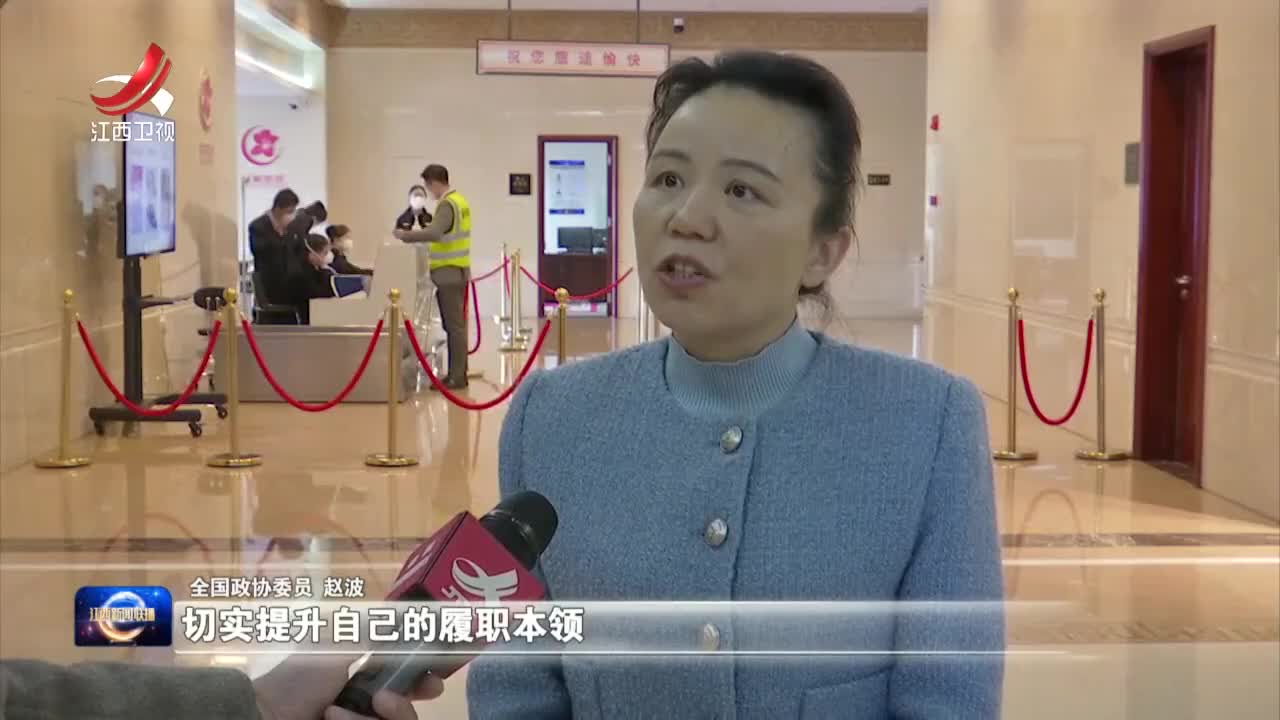 祝您旅途愉快
江西卫视
全国政协委员 赵波
江西新闻联播
切实提升自己的履职本领